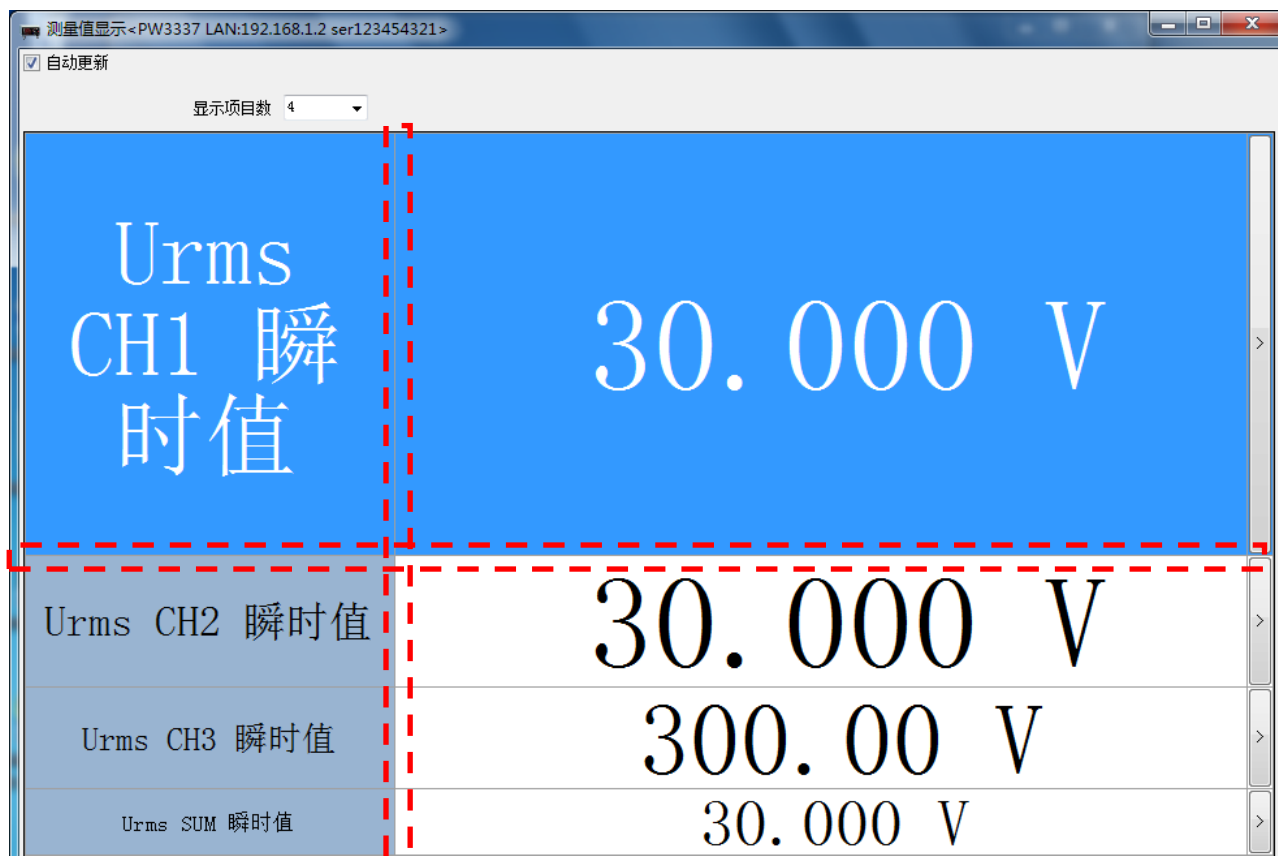 测量值显示<PW3337 LAN:192.168.1.2 ser123454321>
自动更新
显示项目数 4
Urms
CH1 瞬
时值
30.000 V
>
Urms CH2 瞬时值
30.000 V
>
Urms CH3 瞬时值
300.00 V
>
Urms SUM 瞬时值
30.000 V
>